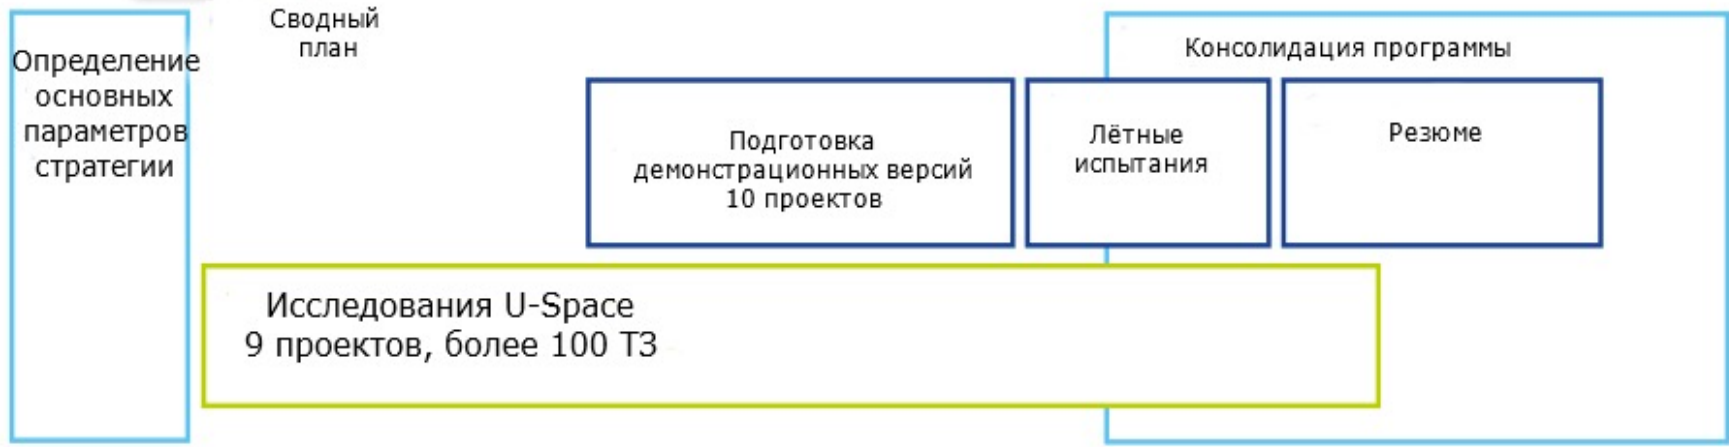 Определение
основных
параметров
стратегии
Сводный
план
Консолидация программы
Подготовка
демонстрационных версий
10 проектов
Лётные
испытания
Резюме
Исследования U-Space
9 проектов, более 100 ТЗ